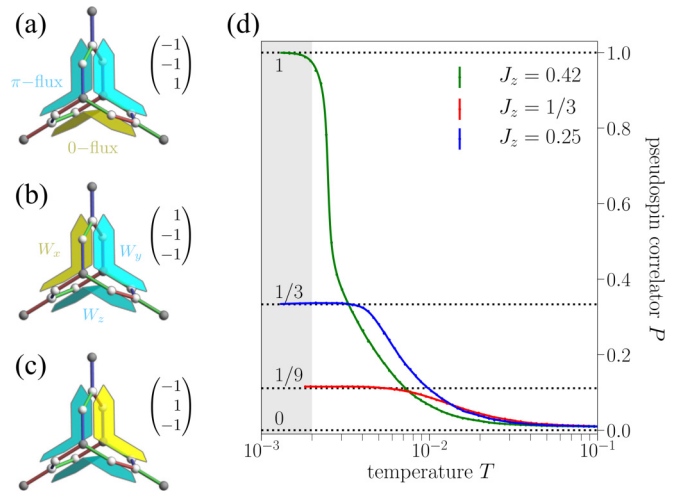 (a)
π−flux
0−flux
−1
−1
1
(b)
W_x
W_y
W_z
1
−1
−1
(c)
−1
1
−1
(d)
1
1/3
1/9
0
J_z = 0.42
J_z = 1/3
J_z = 0.25
1.0
0.8
0.6
0.4
0.2
0.0
pseudospin correlator P
10^−3
10^−2
10^−1
temperature T